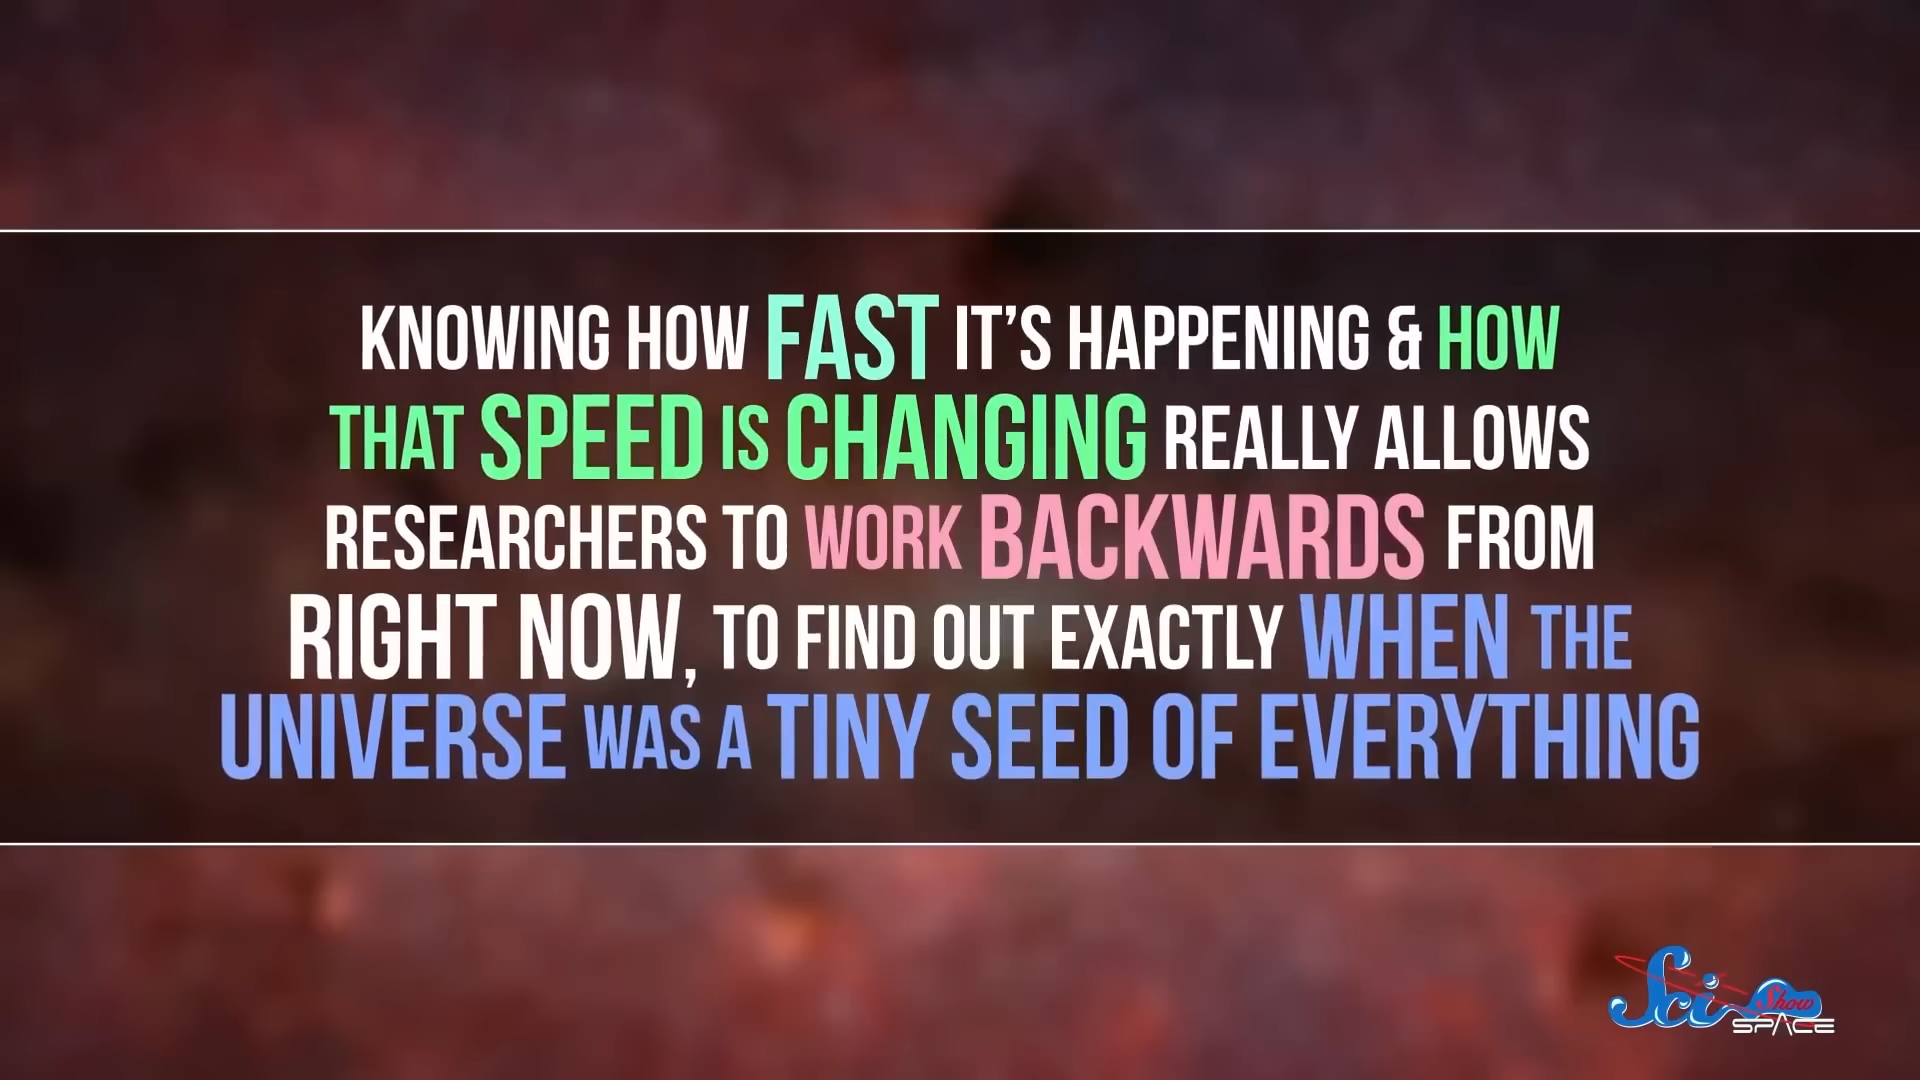 KNOWING HOW FAST IT’S HAPPENING & HOW
THAT SPEED IS CHANGING REALLY ALLOWS
RESEARCHERS TO WORK BACKWARDS FROM
RIGHT NOW, TO FIND OUT EXACTLY WHEN THE
UNIVERSE WAS A TINY SEED OF EVERYTHING
Sci Show
SPACE